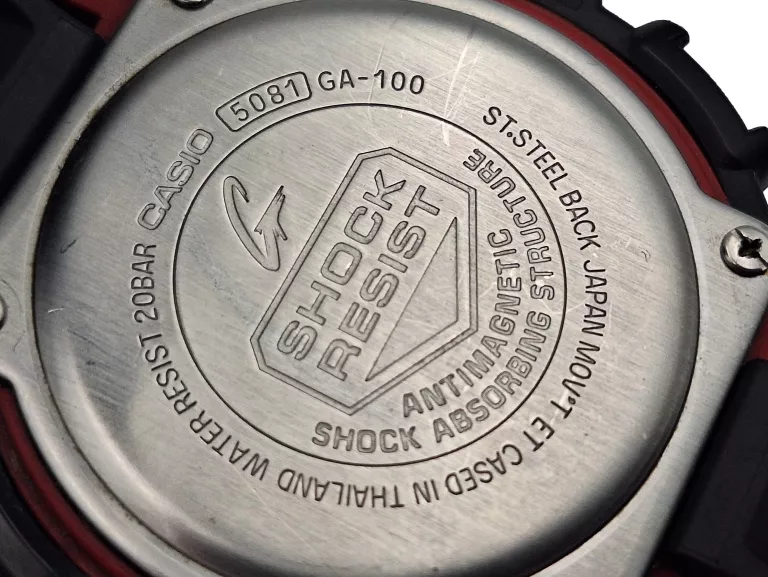 CASIO 5081 GA-100
ST.STEEL BACK JAPAN MOV'T ET CASED IN THAILAND WATER RESIST 20BAR
G
SHOCK
RESIST
ANTIMAGNETIC
SHOCK ABSORBING STRUCTURE